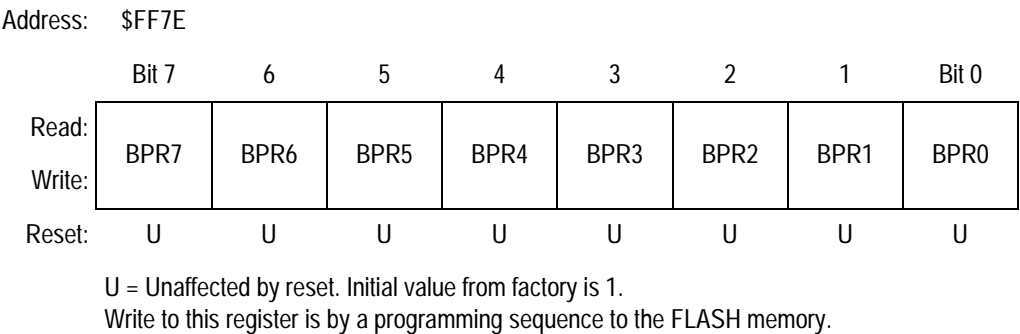 Address: $FF7E
Bit 7 6 5 4 3 2 1 Bit 0
Read:
BPR7 BPR6 BPR5 BPR4 BPR3 BPR2 BPR1 BPR0
Write:
Reset: U U U U U U U U
U = Unaffected by reset. Initial value from factory is 1.
Write to this register is by a programming sequence to the FLASH memory.